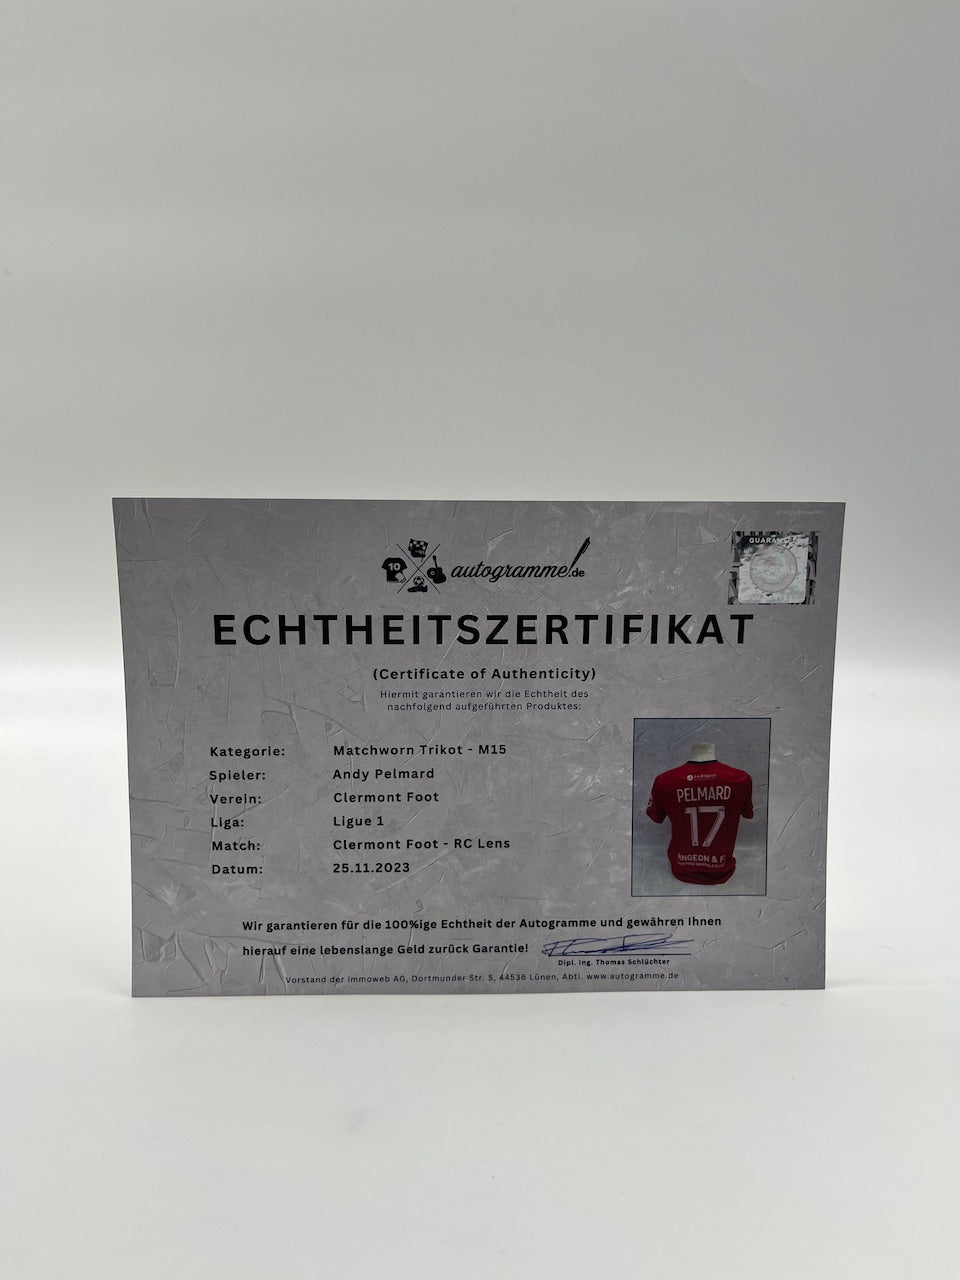 GUARANTEE
10
autogramme!.de
ECHTHEITSZERTIFIKAT
(Certificate of Authenticity)
Hiermit garantieren wir die Echtheit des
nachfolgend aufgeführten Produktes:
Kategorie: Matchworn Trikot - M15
Spieler: Andy Pelmard
Verein: Clermont Foot
Liga: Ligue 1
Match: Clermont Foot - RC Lens
Datum: 25.11.2023
PELMARD
17
NGEON & F
Wir garantieren für die 100%ige Echtheit der Autogramme und gewähren Ihnen
hierauf eine lebenslange Geld zurück Garantie!
Dipl. Ing. Thomas Schlüchter
Vorstand der immoweb AG, Dortmunder Str. 5, 44536 Lünen, Abtl. www.autogramme.de